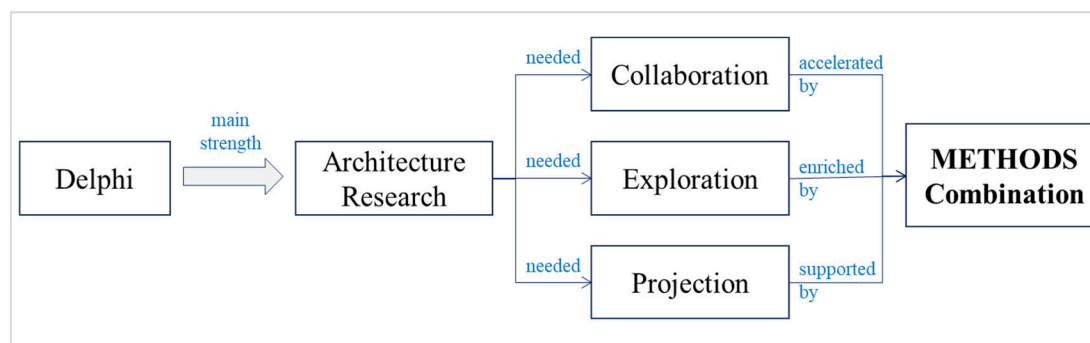 Delphi
main
strength
Architecture
Research
needed
Collaboration
accelerated
by
needed
Exploration
enriched
by
needed
Projection
supported
by
METHODS
Combination